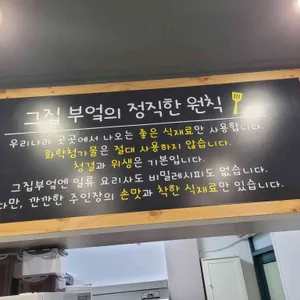 그집 부엌의 정직한 원칙
우리나라 곳곳에서 나오는 좋은 식재료만 사용합니다.
화학첨가물은 절대 사용하지 않습니다.
청결과 위생은 기본입니다.
그집부엌엔 일류 요리사도 비밀레시피도 없습니다.
다만, 깐깐한 주인장의 손맛과 착한 식재료만 있습니다.